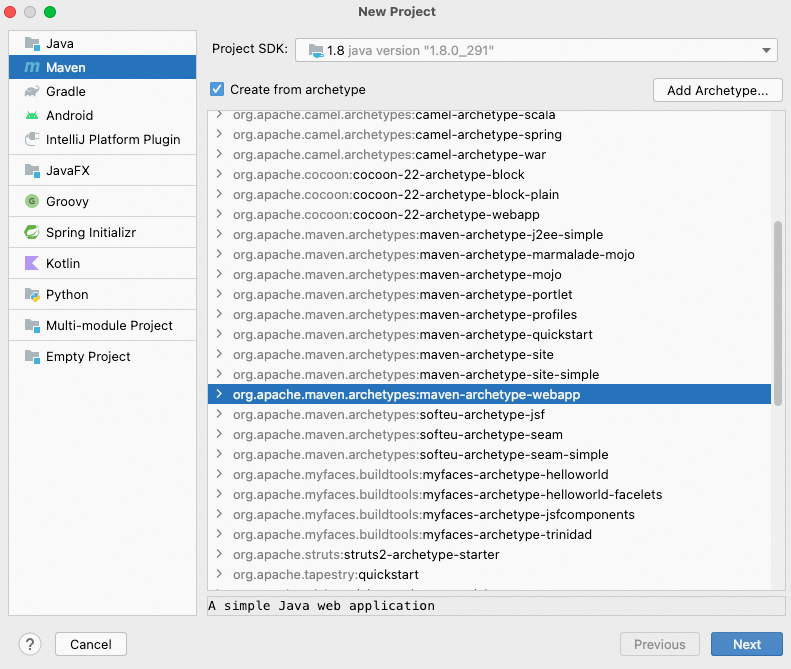 New Project
Java
Maven
Gradle
Android
IntelliJ Platform Plugin
JavaFX
Groovy
Spring Initializr
Kotlin
Python
Multi-module Project
Empty Project
Project SDK: 1.8 java version "1.8.0_291"
Create from archetype
Add Archetype...
org.apache.camel.archetypes:camel-archetype-scala
org.apache.camel.archetypes:camel-archetype-spring
org.apache.camel.archetypes:camel-archetype-war
org.apache.cocoon:cocoon-22-archetype-block
org.apache.cocoon:cocoon-22-archetype-block-plain
org.apache.cocoon:cocoon-22-archetype-webapp
org.apache.maven.archetypes:maven-archetype-j2ee-simple
org.apache.maven.archetypes:maven-archetype-marmalade-mojo
org.apache.maven.archetypes:maven-archetype-mojo
org.apache.maven.archetypes:maven-archetype-portlet
org.apache.maven.archetypes:maven-archetype-profiles
org.apache.maven.archetypes:maven-archetype-quickstart
org.apache.maven.archetypes:maven-archetype-site
org.apache.maven.archetypes:maven-archetype-site-simple
org.apache.maven.archetypes:maven-archetype-webapp
org.apache.maven.archetypes:softeu-archetype-jsf
org.apache.maven.archetypes:softeu-archetype-seam
org.apache.maven.archetypes:softeu-archetype-seam-simple
org.apache.myfaces.buildtools:myfaces-archetype-helloworld
org.apache.myfaces.buildtools:myfaces-archetype-helloworld-facelets
org.apache.myfaces.buildtools:myfaces-archetype-jsfcomponents
org.apache.myfaces.buildtools:myfaces-archetype-trinidad
org.apache.struts:struts2-archetype-starter
org.apache.tapestry:quickstart
A simple Java web application
?
Cancel
Previous
Next